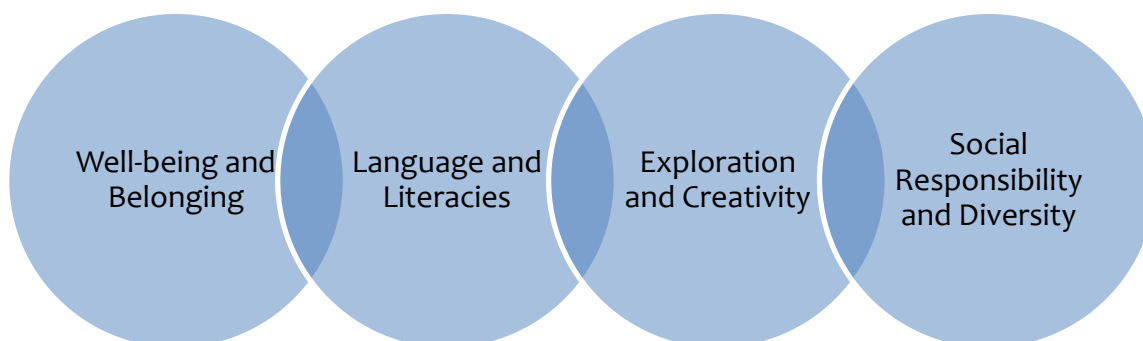 Well-being and
Belonging
Language and
Literacies
Exploration
and Creativity
Social
Responsibility
and Diversity